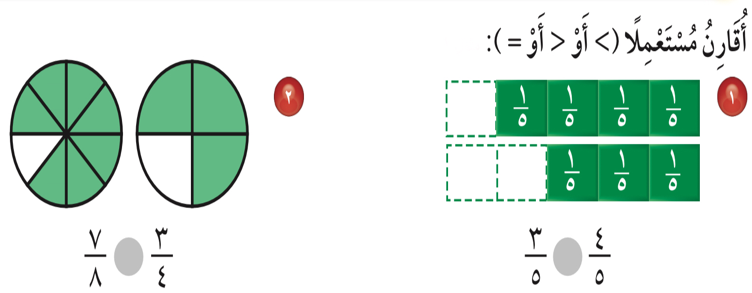 أُقَارِنُ مُسْتَعْمِلًا (> أَوْ < أَوْ = ):
١
١/٥ ١/٥ ١/٥ ١/٥
١/٥ ١/٥ ١/٥
٤/٥ ٣/٥
٢
٣/٤ ٧/٨